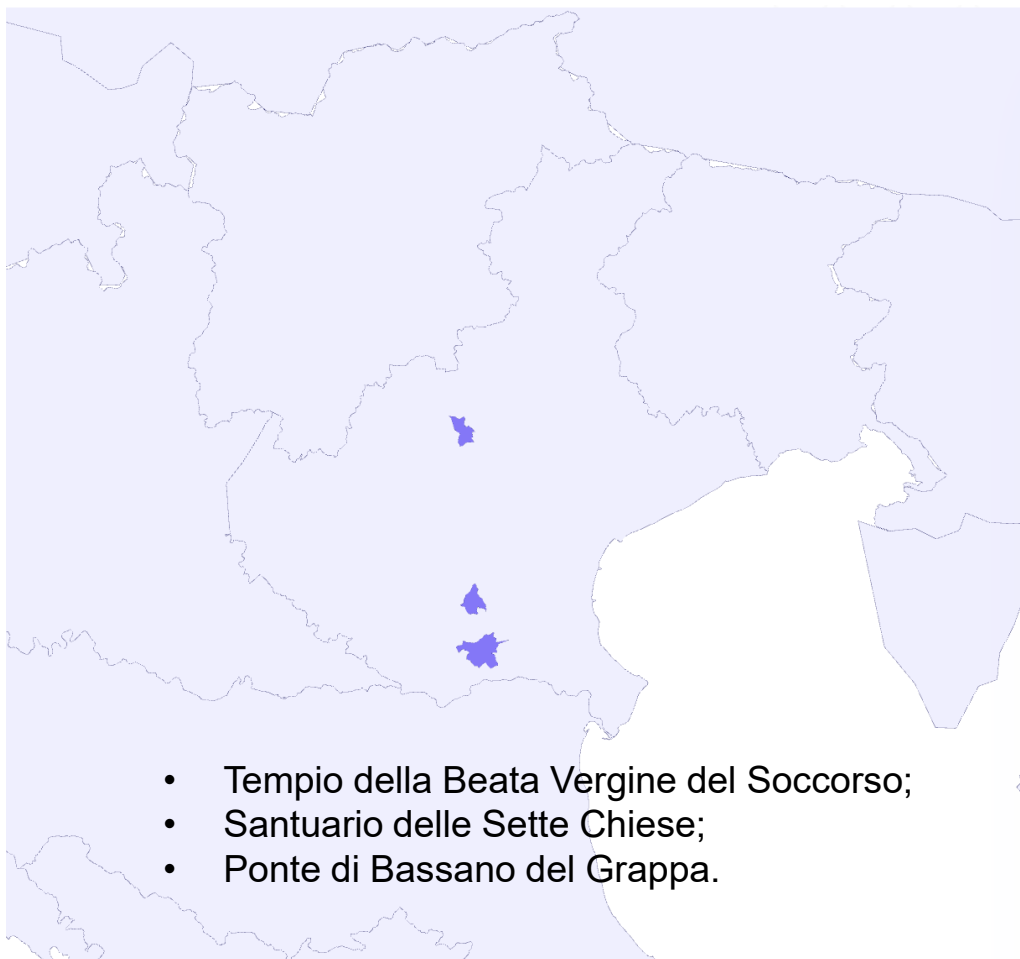 • Tempio della Beata Vergine del Soccorso;
• Santuario delle Sette Chiese;
• Ponte di Bassano del Grappa.